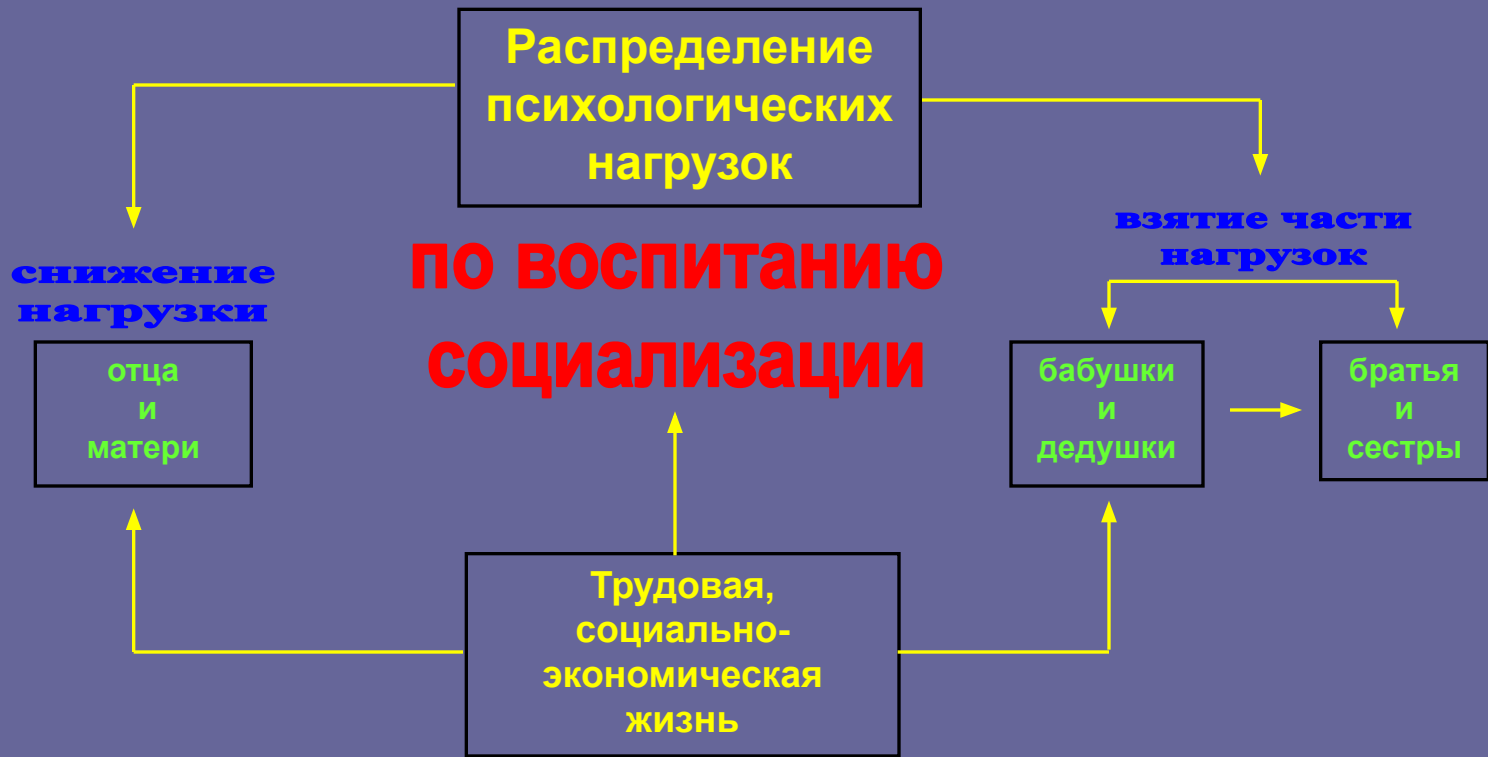 Распределение
психологических
нагрузок
по воспитанию
социализации
снижение
нагрузки
отца
и
матери
взятие части
нагрузок
бабушки
и
дедушки
братья
и
сестры
Трудовая,
социально-
экономическая
жизнь